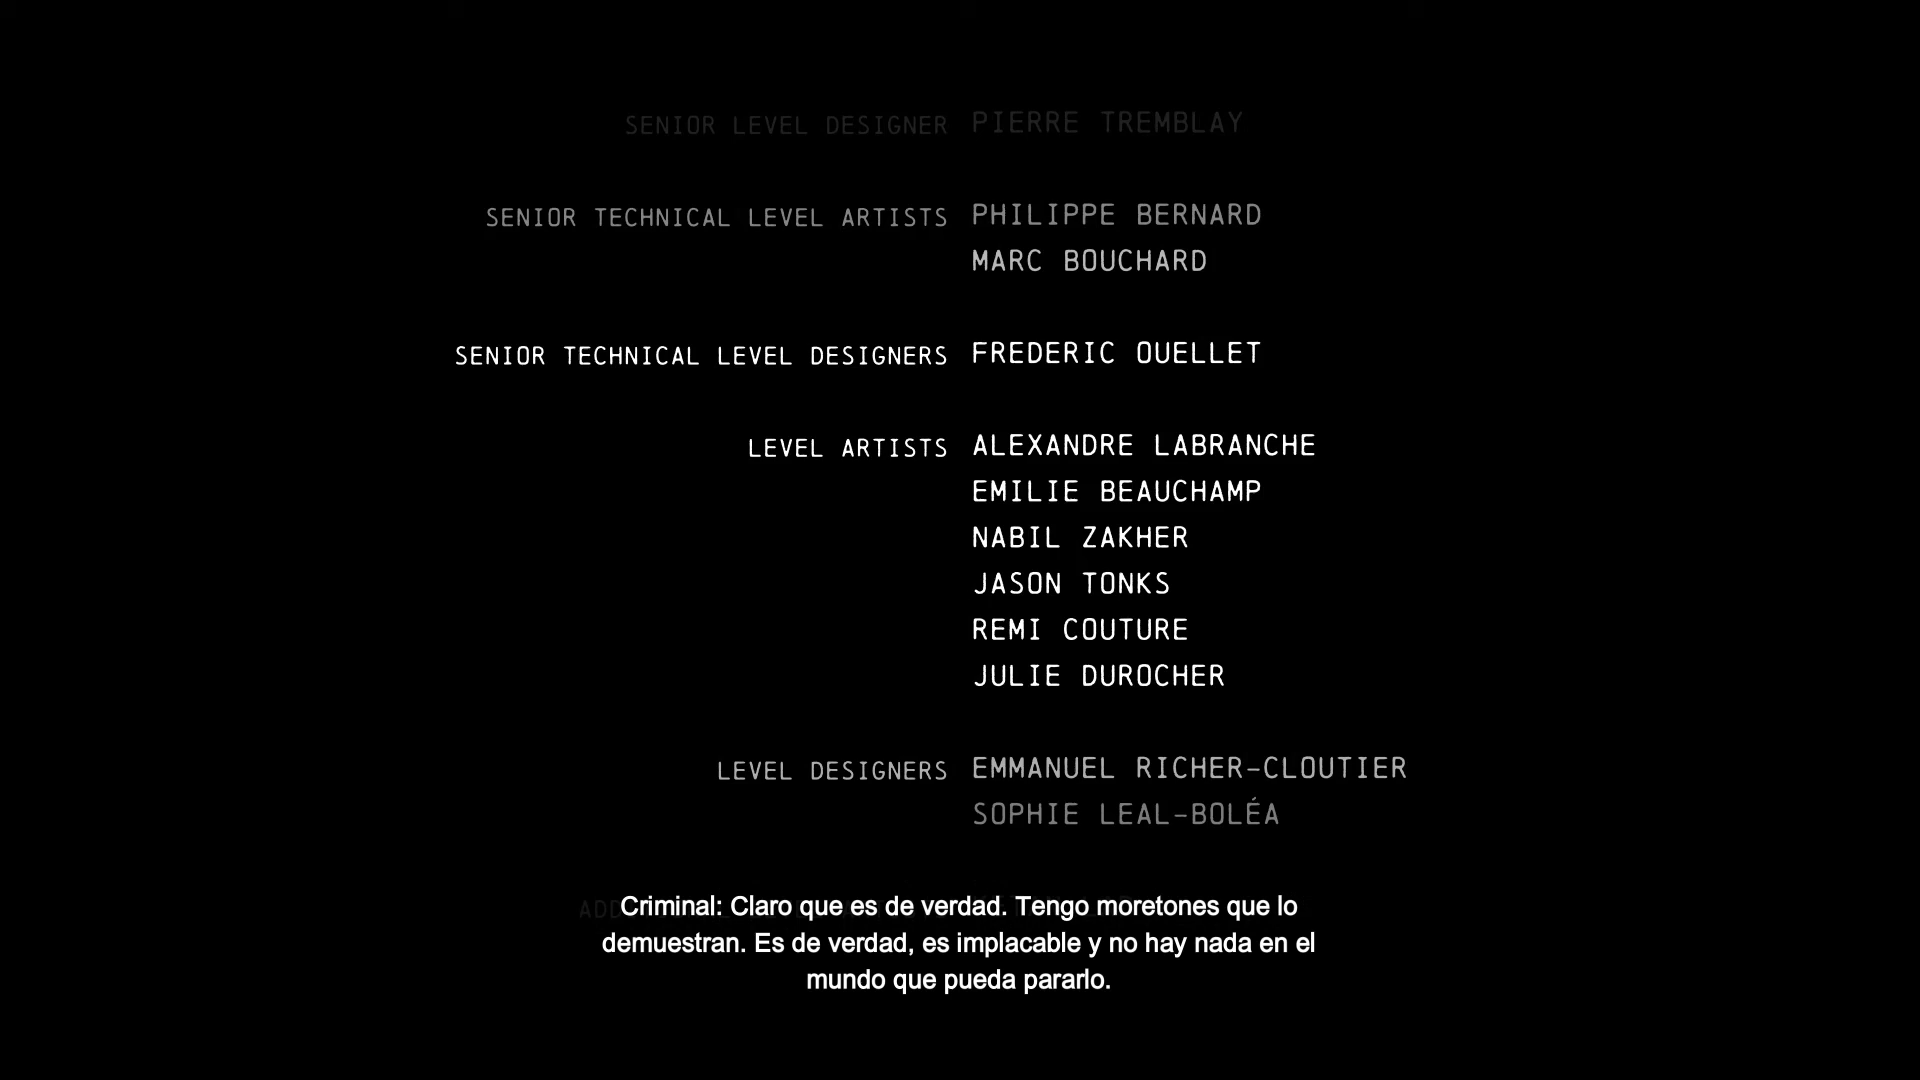 SENIOR LEVEL DESIGNER PIERRE TREMBLAY
SENIOR TECHNICAL LEVEL ARTISTS PHILIPPE BERNARD
MARC BOUCHARD
SENIOR TECHNICAL LEVEL DESIGNERS FREDERIC OUELLET
LEVEL ARTISTS ALEXANDRE LABRANCHE
EMILIE BEAUCHAMP
NABIL ZAKHER
JASON TONKS
REMI COUTURE
JULIE DUROCHER
LEVEL DESIGNERS EMMANUEL RICHER-CLOUTIER
SOPHIE LEAL-BOLÉA
Criminal: Claro que es de verdad. Tengo moretones que lo
demuestran. Es de verdad, es implacable y no hay nada en el
mundo que pueda pararlo.